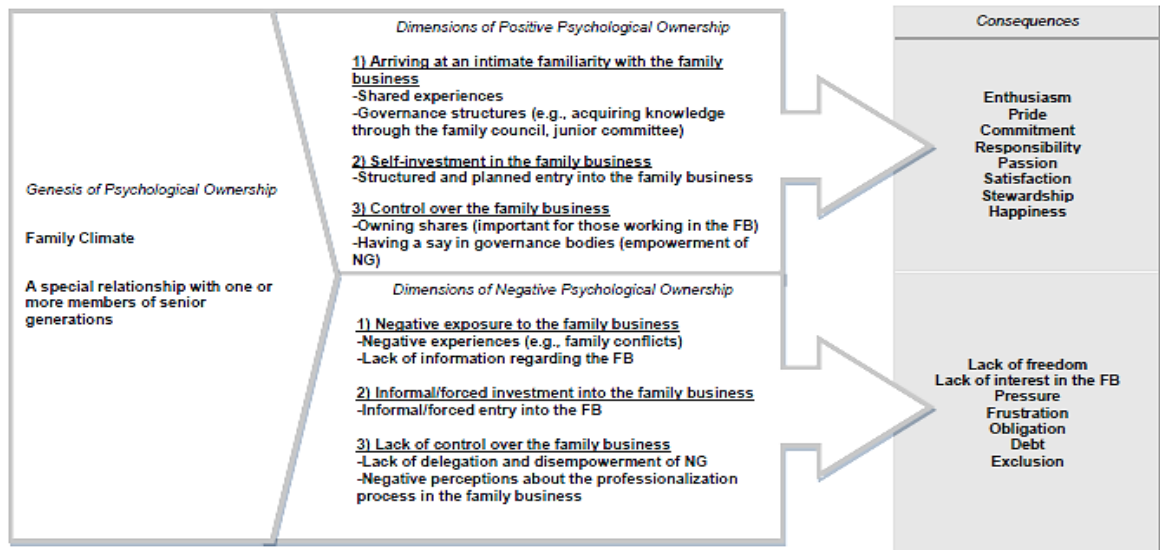 Genesis of Psychological Ownership
Family Climate
A special relationship with one or
more members of senior
generations
Dimensions of Positive Psychological Ownership
1) Arriving at an intimate familiarity with the family
business
-Shared experiences
-Governance structures (e.g., acquiring knowledge
through the family council, junior committee)
2) Self-investment in the family business
-Structured and planned entry into the family business
3) Control over the family business
-Owning shares (important for those working in the FB)
-Having a say in governance bodies (empowerment of
NG)
Dimensions of Negative Psychological Ownership
1) Negative exposure to the family business
-Negative experiences (e.g., family conflicts)
-Lack of information regarding the FB
2) Informal/forced investment into the family business
-Informal/forced entry into the FB
3) Lack of control over the family business
-Lack of delegation and disempowerment of NG
-Negative perceptions about the professionalization
process in the family business
Consequences
Enthusiasm
Pride
Commitment
Responsibility
Passion
Satisfaction
Stewardship
Happiness
Lack of freedom
Lack of interest in the FB
Pressure
Frustration
Obligation
Debt
Exclusion